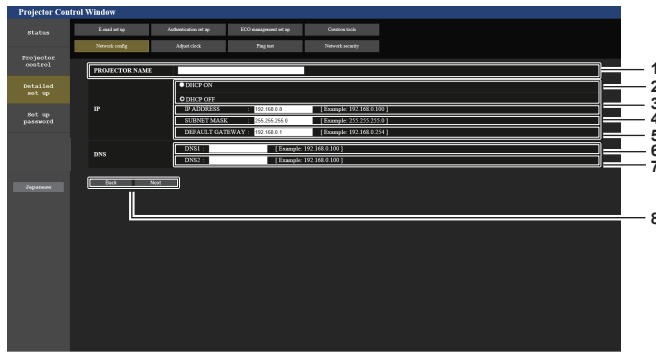 Projector Control Window
Status
E-mail set up
Authentication set up
ECO management set up
Common tools
Network config
Adjust clock
Ping test
Network security
Projector control
Detailed set up
Set up password
Japanese
PROJECTOR NAME
1
IP
DHCP ON
2
DHCP OFF
IP ADDRESS : 192.168.0.8 [ Example: 192.168.0.100 ]
3
SUBNET MASK : 255.255.255.0 [ Example: 255.255.255.0 ]
4
DEFAULT GATEWAY : 192.168.0.1 [ Example: 192.168.0.254 ]
5
DNS
DNS1 : [ Example: 192.168.0.100 ]
6
DNS2 : [ Example: 192.168.0.100 ]
7
Back Next
8